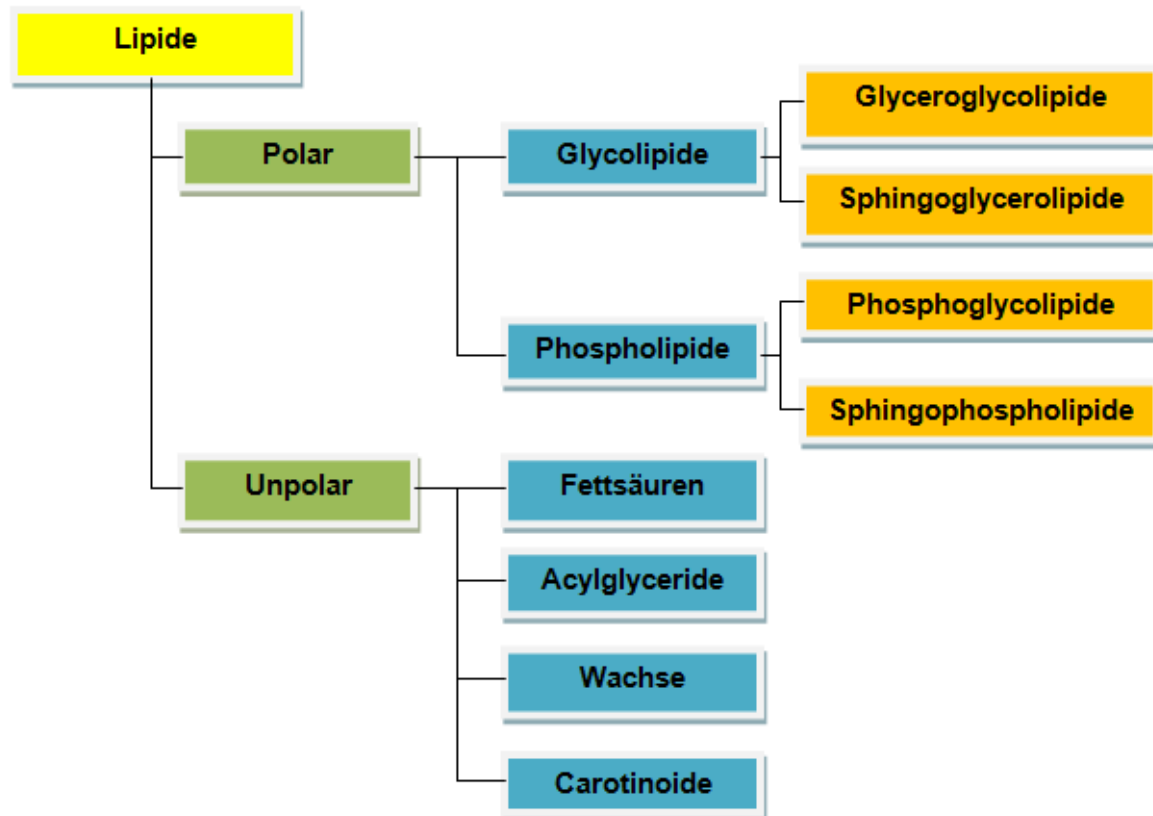 Lipide
Polar
Glycolipide
Glyceroglycolipide
Sphingoglycerolipide
Phospholipide
Phosphoglycolipide
Sphingophospholipide
Unpolar
Fettsäuren
Acylglyceride
Wachse
Carotinoide